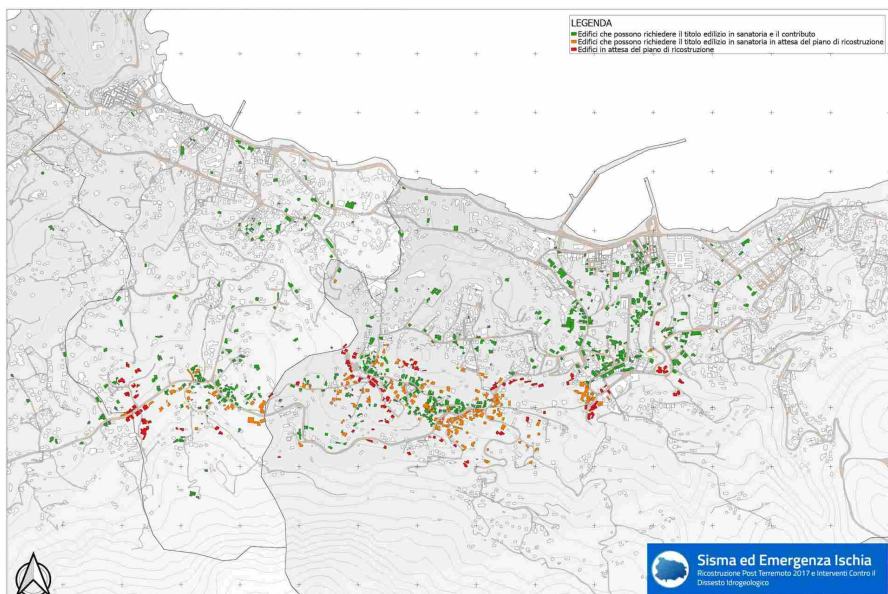 LEGENDA
Edifici che possono richiedere il titolo edilizio in sanatoria e il contributo
Edifici che possono richiedere il titolo edilizio in sanatoria in attesa del piano di ricostruzione
Edifici in attesa del piano di ricostruzione
Sisma ed Emergenza Ischia
Ricostruzione Post Terremoto 2017 e Interventi Contro il
Dissesto Idrogeologico